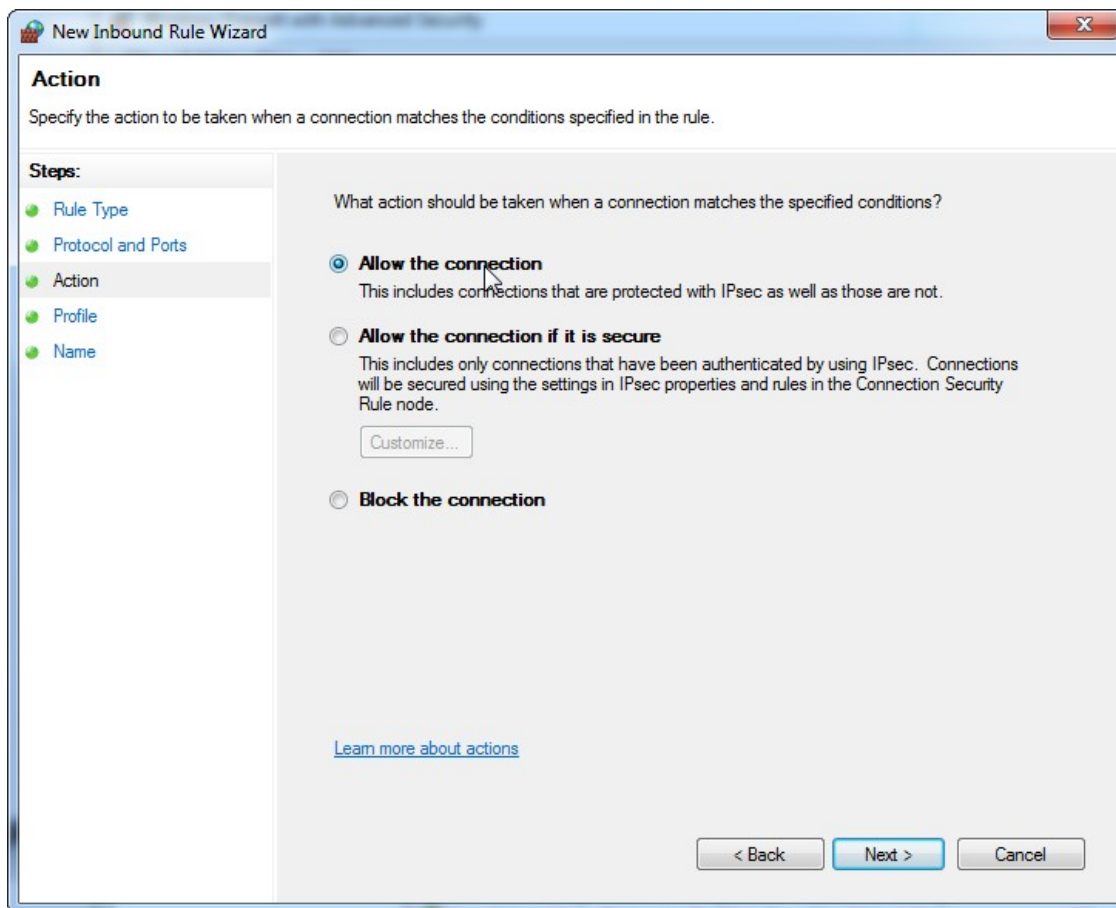 Windows Firewall with Advanced Security
New Inbound Rule Wizard
Action
Specify the action to be taken when a connection matches the conditions specified in the rule.
Steps:
Rule Type
Protocol and Ports
Action
Profile
Name
What action should be taken when a connection matches the specified conditions?
Allow the connection
This includes connections that are protected with IPsec as well as those are not.
Allow the connection if it is secure
This includes only connections that have been authenticated by using IPsec. Connections
will be secured using the settings in IPsec properties and rules in the Connection Security
Rule node.
Customize...
Block the connection
Learn more about actions
< Back
Next >
Cancel